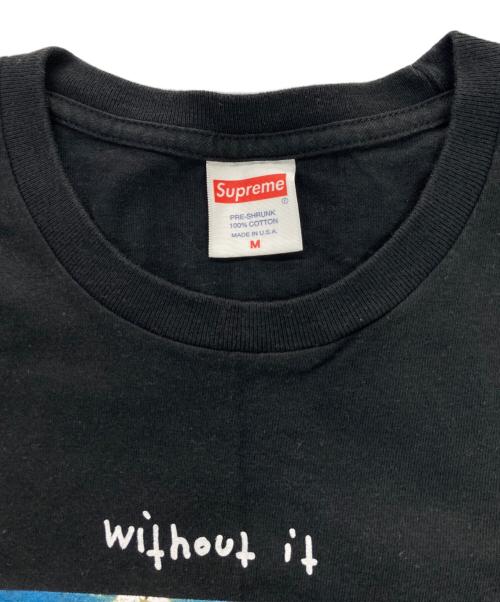 Supreme
®
PRE-SHRUNK
100% COTTON
MADE IN U.S.A.
M
without it